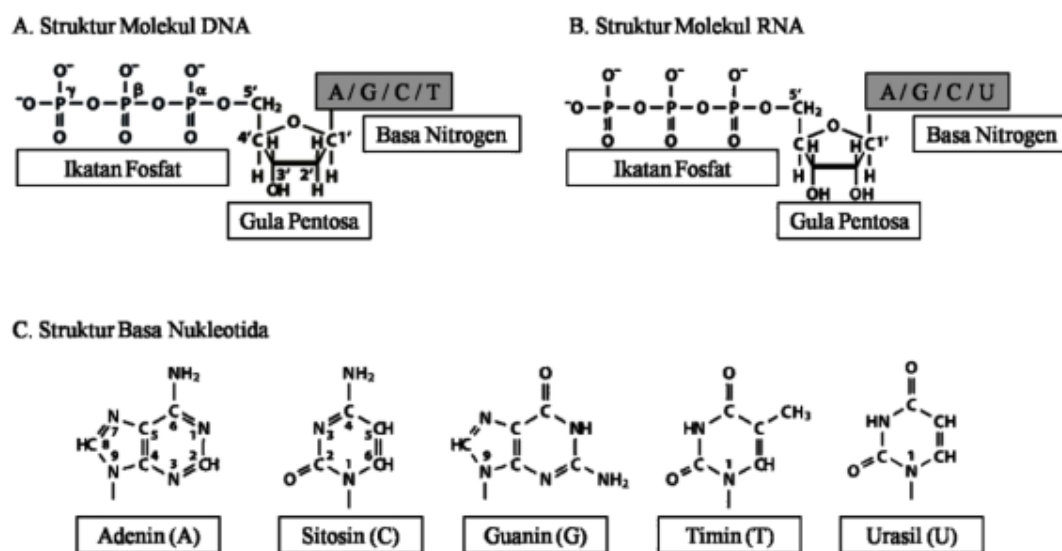 A. Struktur Molekul DNA
O⁻ O⁻ O⁻
γ β α
⁻O P O P O P O 5' CH₂
O O O
A / G / C / T
Basa Nitrogen
4' C O C 1'
H H H H
3' 2'
OH H
Ikatan Fosfat
Gula Pentosa
B. Struktur Molekul RNA
O⁻ O⁻ O⁻
⁻O P O P O P O 5' CH₂
O O O
A / G / C / U
Basa Nitrogen
C O C 1'
H H H H
OH OH
Ikatan Fosfat
Gula Pentosa
C. Struktur Basa Nukleotida
NH₂
N 7 C 5 C 6 N 1
HC 8 C 4 CH 2
N 9 N 3
Adenin (A)
NH₂
N 3 C 4 CH 5
O C 2 N 1 CH 6
Sitosin (C)
O
N C C NH
HC C C NH₂
N 9 N
Guanin (G)
O
HN C C CH₃
O C N 1 CH
Timin (T)
O
HN C CH
O C N 1 CH
Urasil (U)